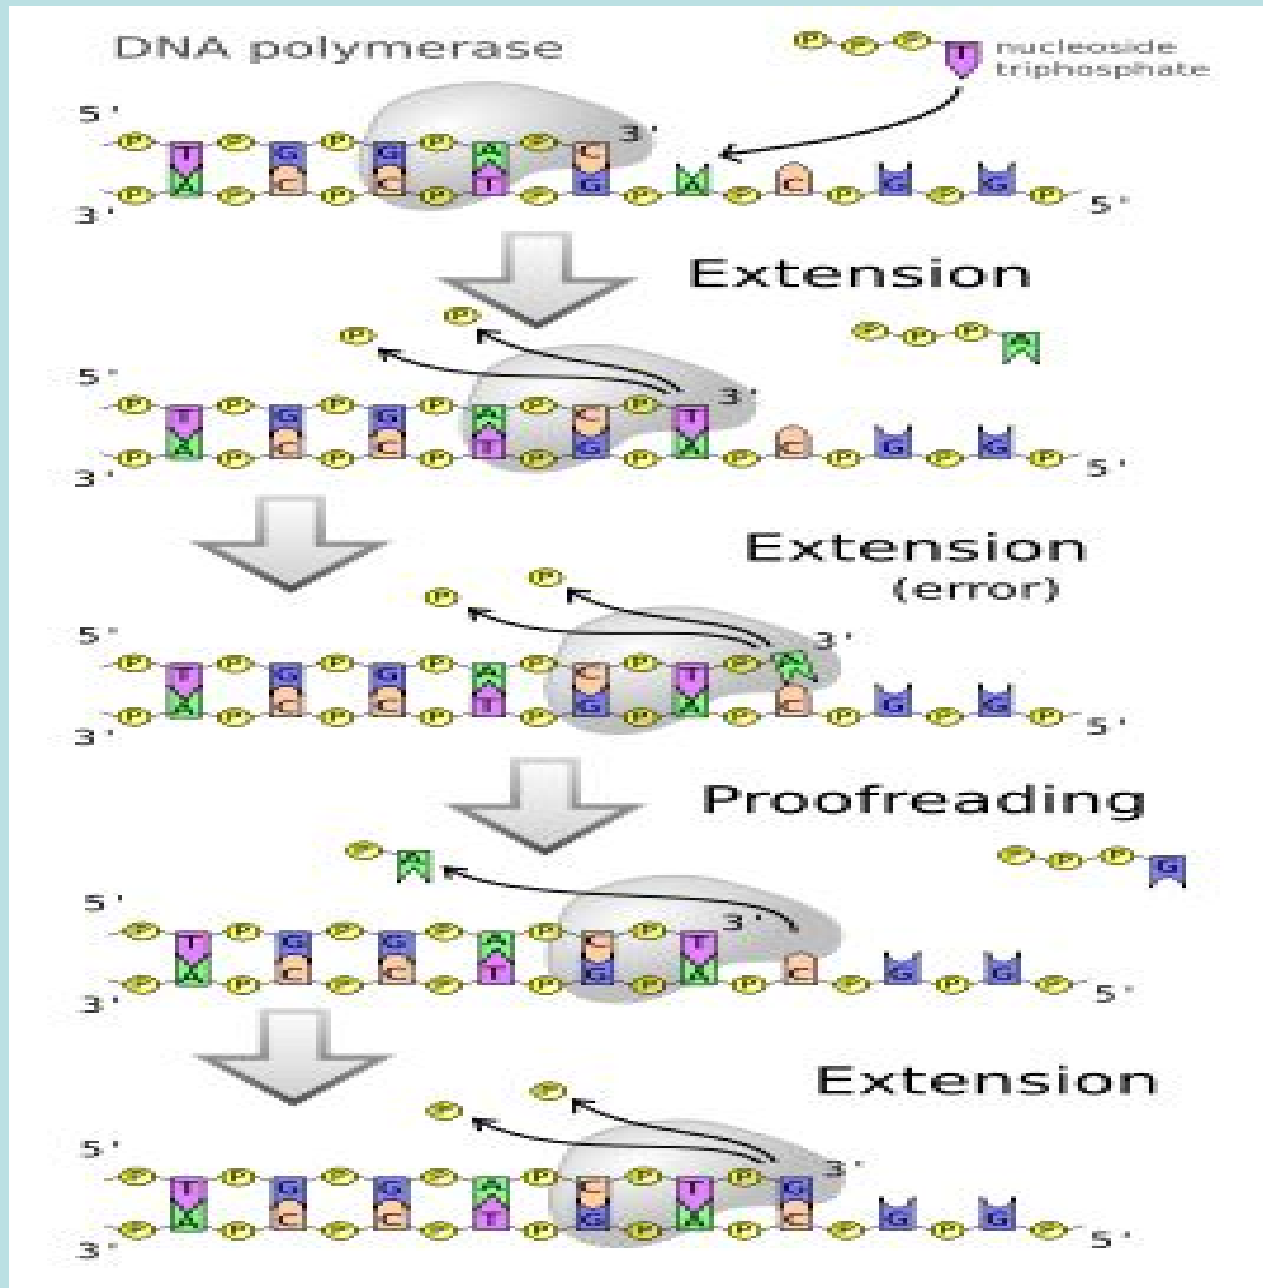 DNA polymerase
P P P T nucleoside
triphosphate
5'
3'
P T P G P G P A P C
A C C T G A C G G
P P P P P P P P P P
3' 5'
Extension
P P
P P P A
5' 3'
P T P G P G P A P C P T
A C C T G A C G G
P P P P P P P P P P
3' 5'
Extension
(error)
P P
5' 3'
P T P G P G P A P C P T P A
A C C T G A C G G
P P P P P P P P P P
3' 5'
Proofreading
P A P P P G
5' 3'
P T P G P G P A P C P T
A C C T G A C G G
P P P P P P P P P P
3' 5'
Extension
P P
5' 3'
P T P G P G P A P C P T P G
A C C T G A C G G
P P P P P P P P P P
3' 5'